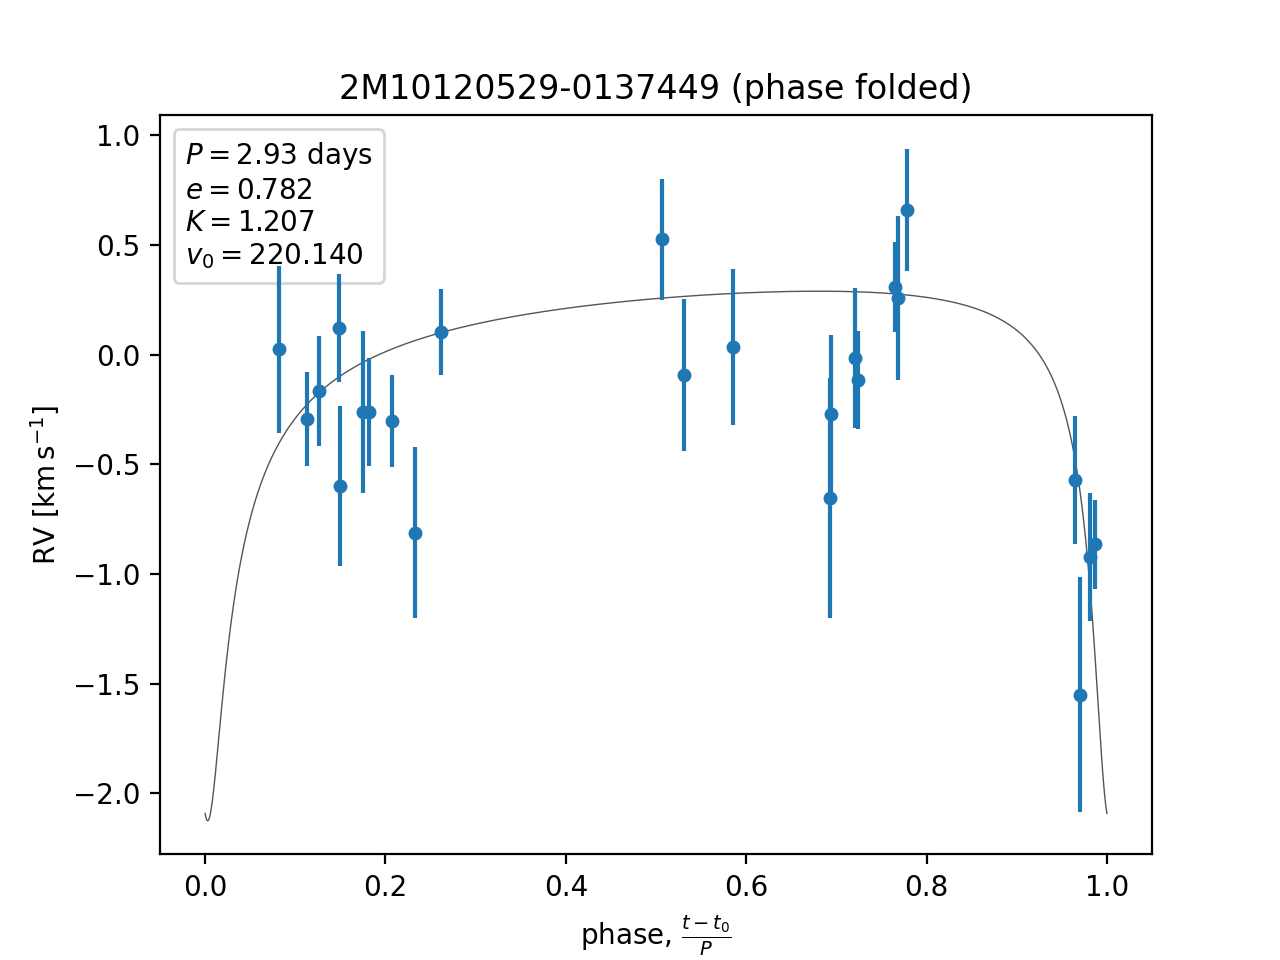 2M10120529-0137449 (phase folded)
P = 2.93 days
e = 0.782
K = 1.207
v₀ = 220.140
1.0
0.5
0.0
−0.5
−1.0
−1.5
−2.0
RV [km s⁻¹]
0.0 0.2 0.4 0.6 0.8 1.0
phase, (t − t₀)/P